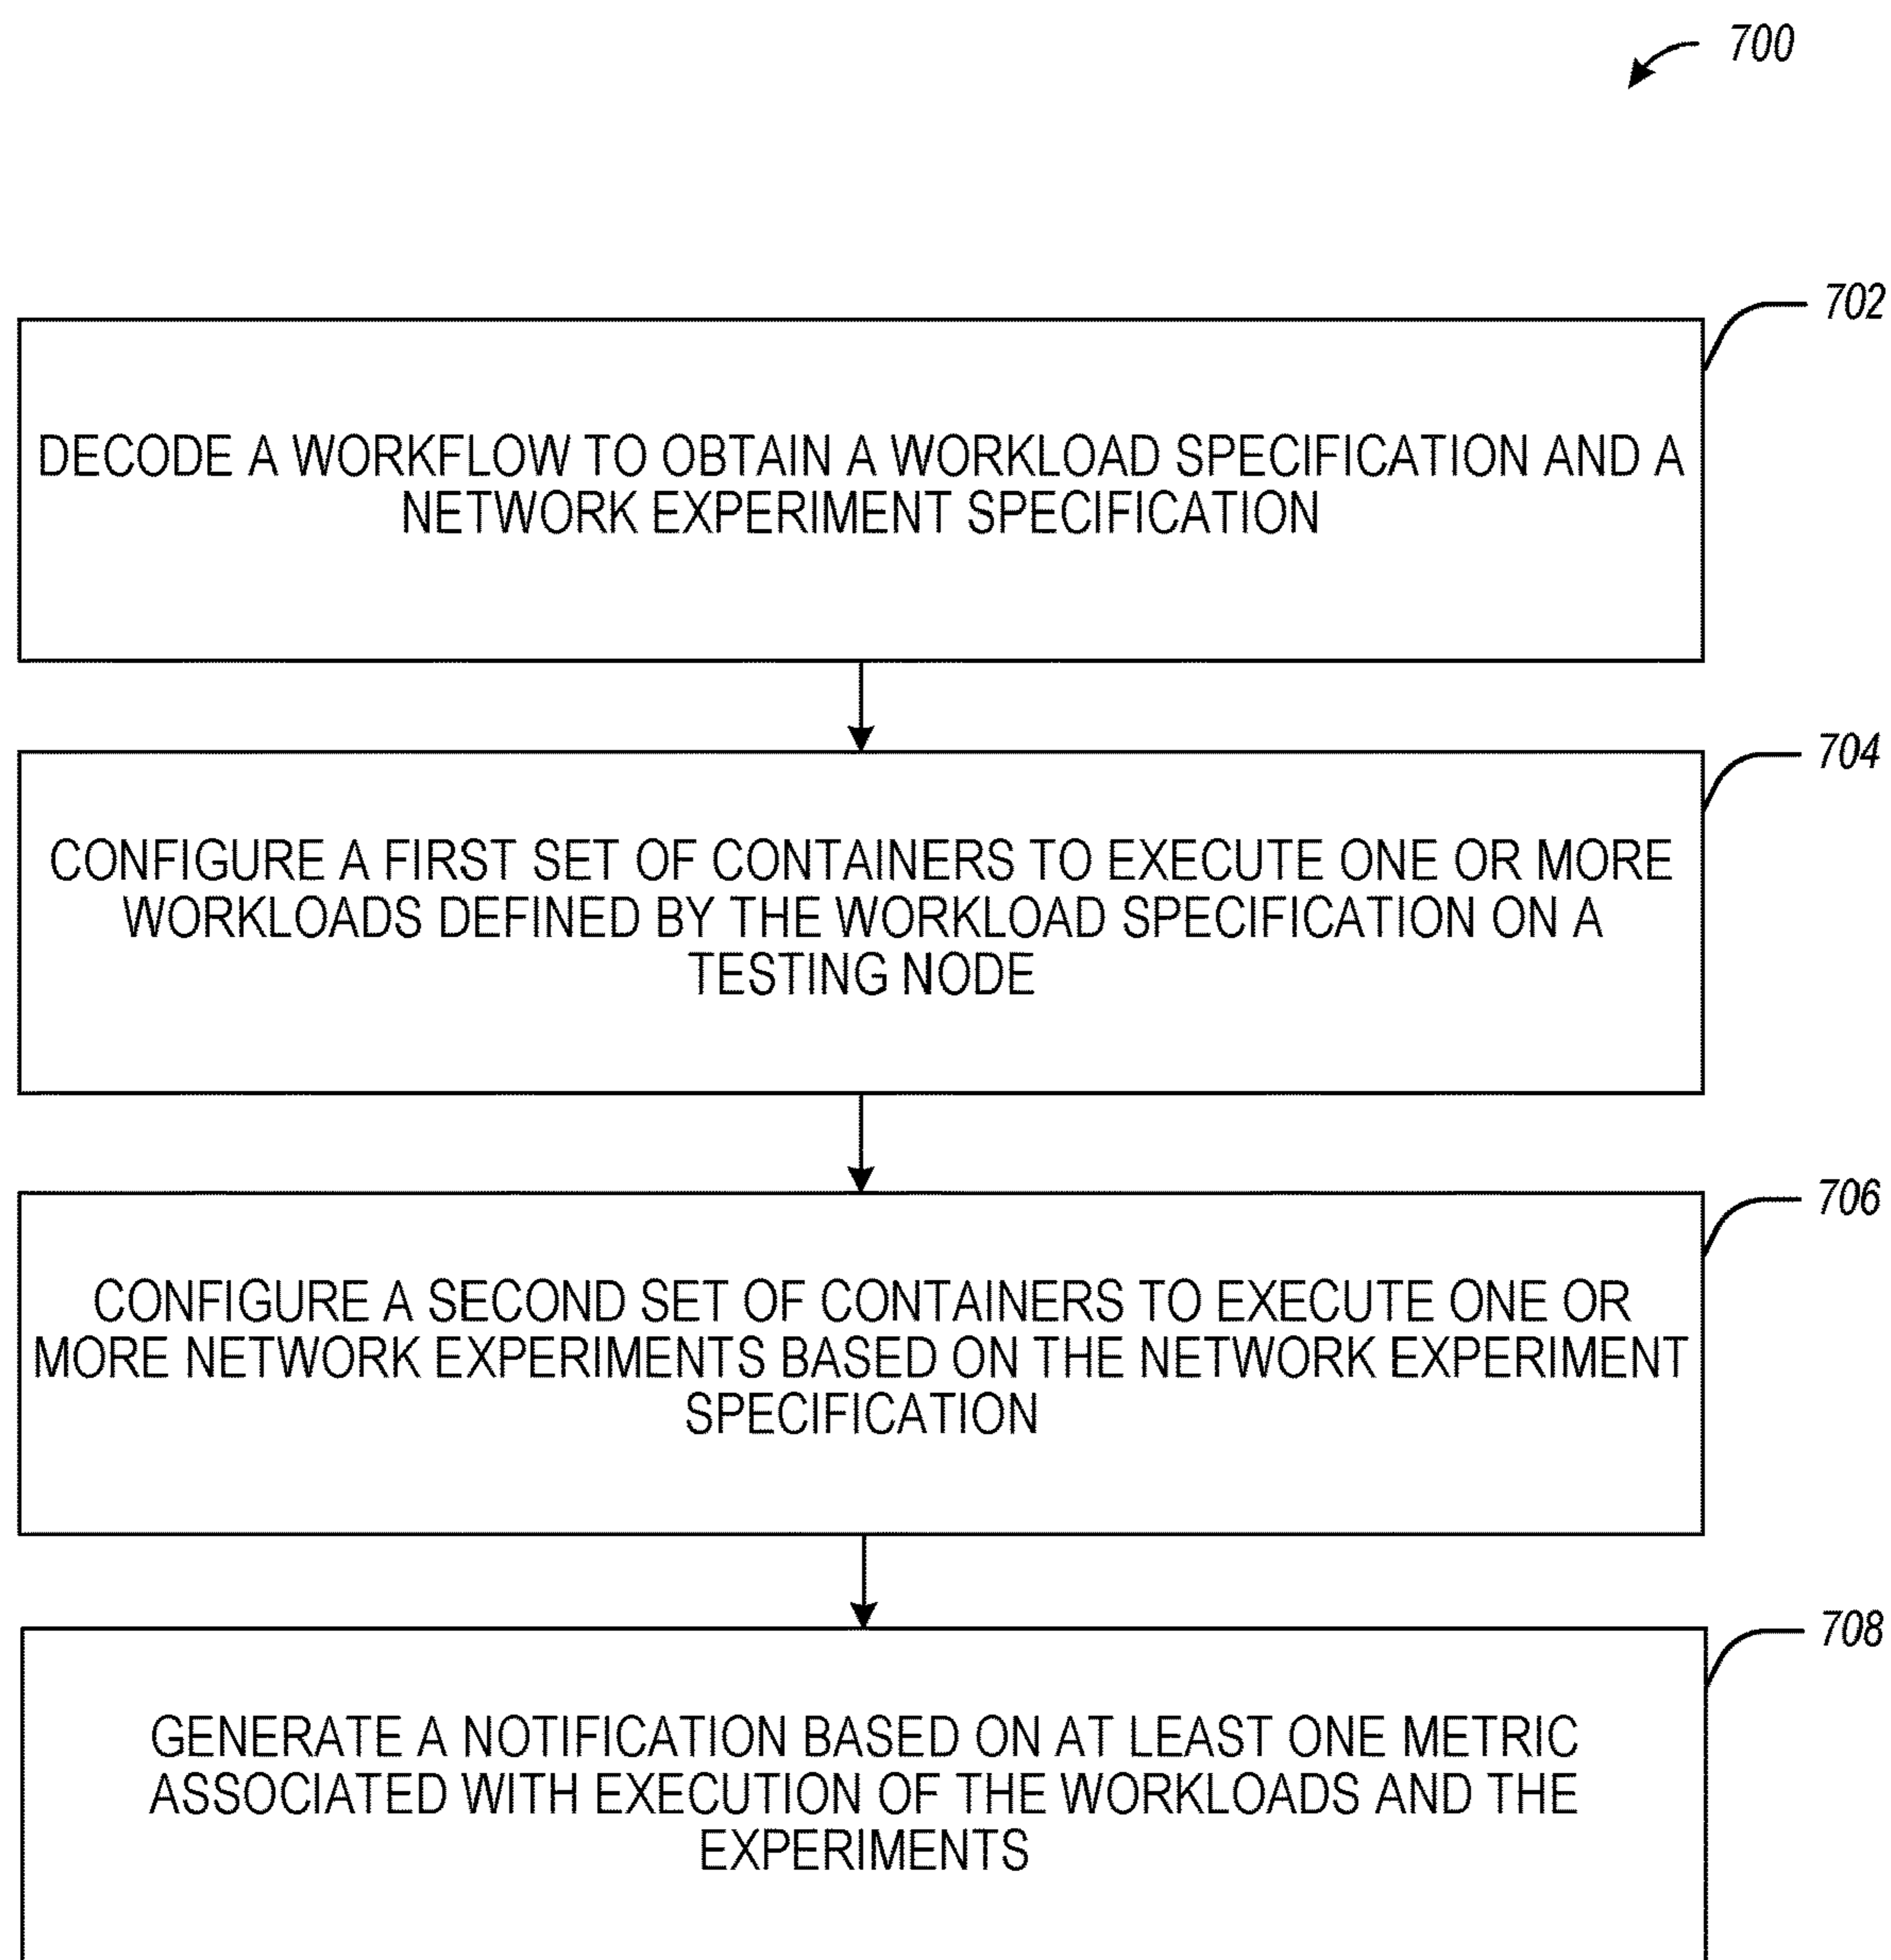 700
702
DECODE A WORKFLOW TO OBTAIN A WORKLOAD SPECIFICATION AND A
NETWORK EXPERIMENT SPECIFICATION
704
CONFIGURE A FIRST SET OF CONTAINERS TO EXECUTE ONE OR MORE
WORKLOADS DEFINED BY THE WORKLOAD SPECIFICATION ON A
TESTING NODE
706
CONFIGURE A SECOND SET OF CONTAINERS TO EXECUTE ONE OR
MORE NETWORK EXPERIMENTS BASED ON THE NETWORK EXPERIMENT
SPECIFICATION
708
GENERATE A NOTIFICATION BASED ON AT LEAST ONE METRIC
ASSOCIATED WITH EXECUTION OF THE WORKLOADS AND THE
EXPERIMENTS